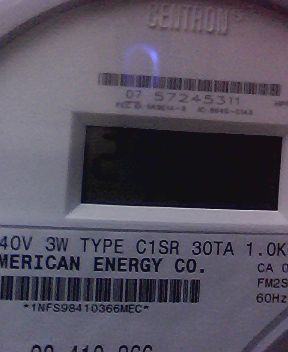 CENTRON
07 57245311
40V 3W TYPE C1SR 30TA 1.0K
MERICAN ENERGY CO.
CA 0
FM2S
60Hz
*1NFS98410366MEC*